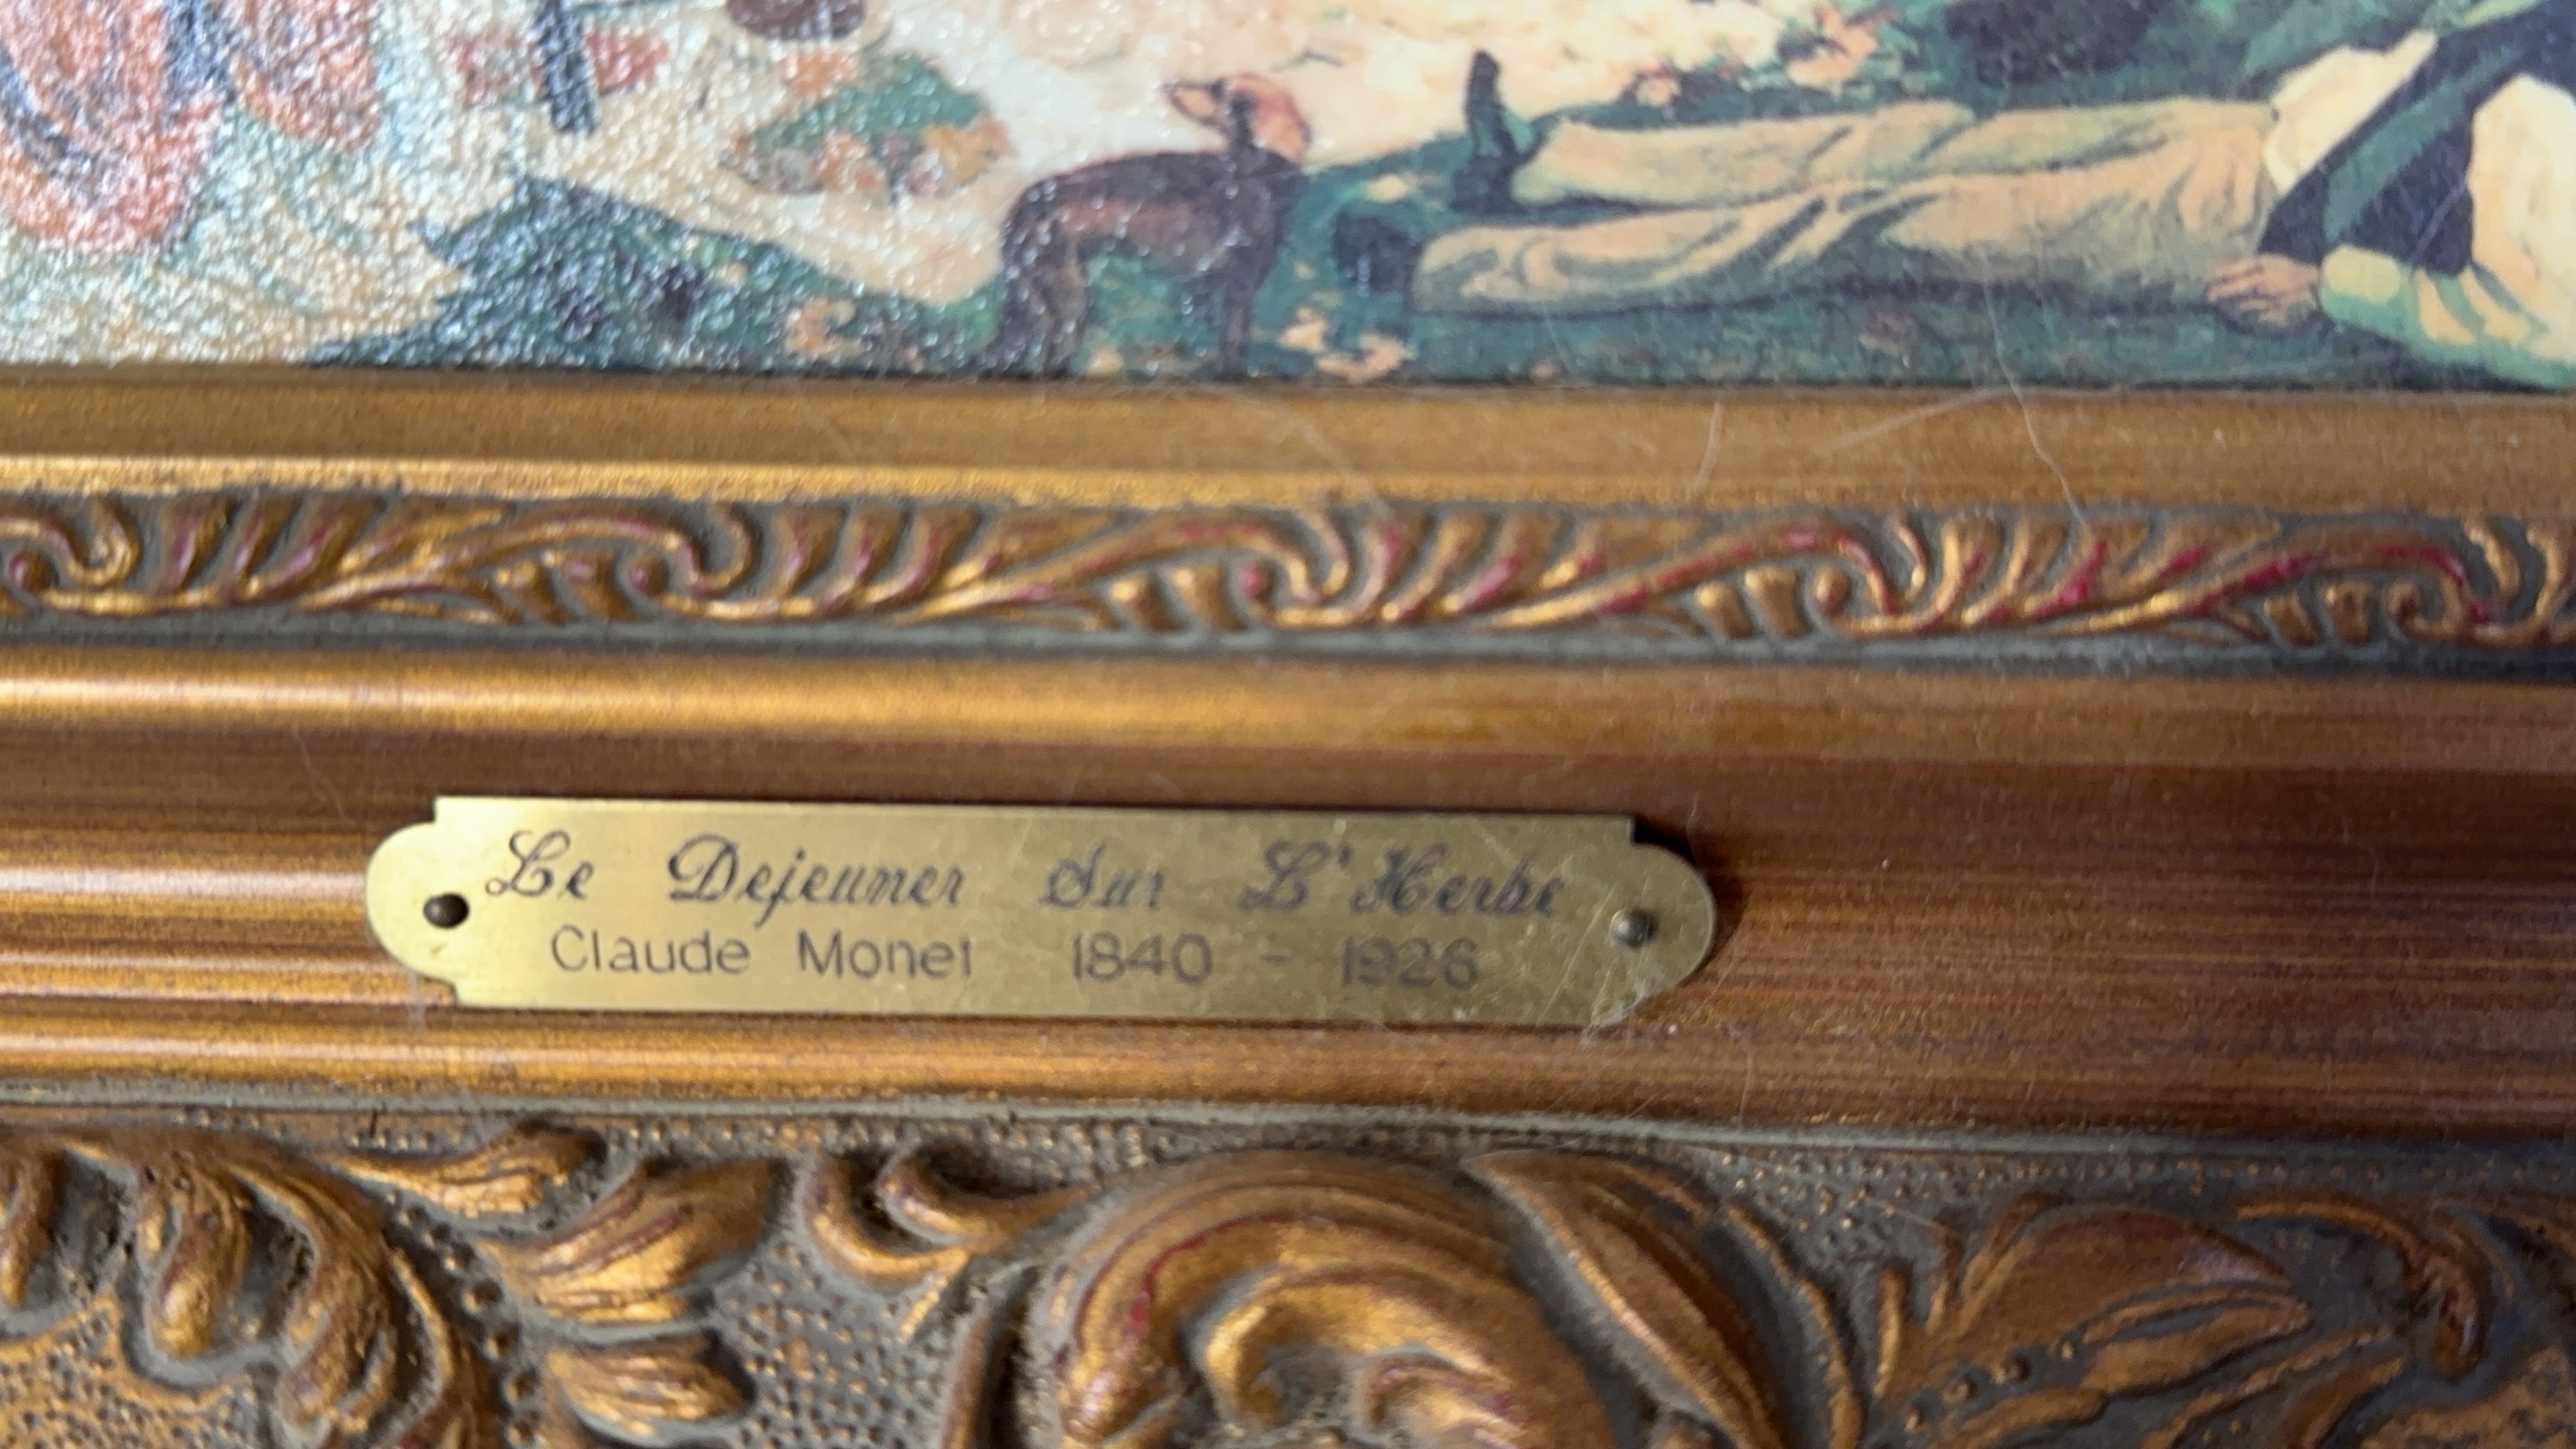 Le Dejeuner Sur L'Herbe
Claude Monet 1840 - 1926